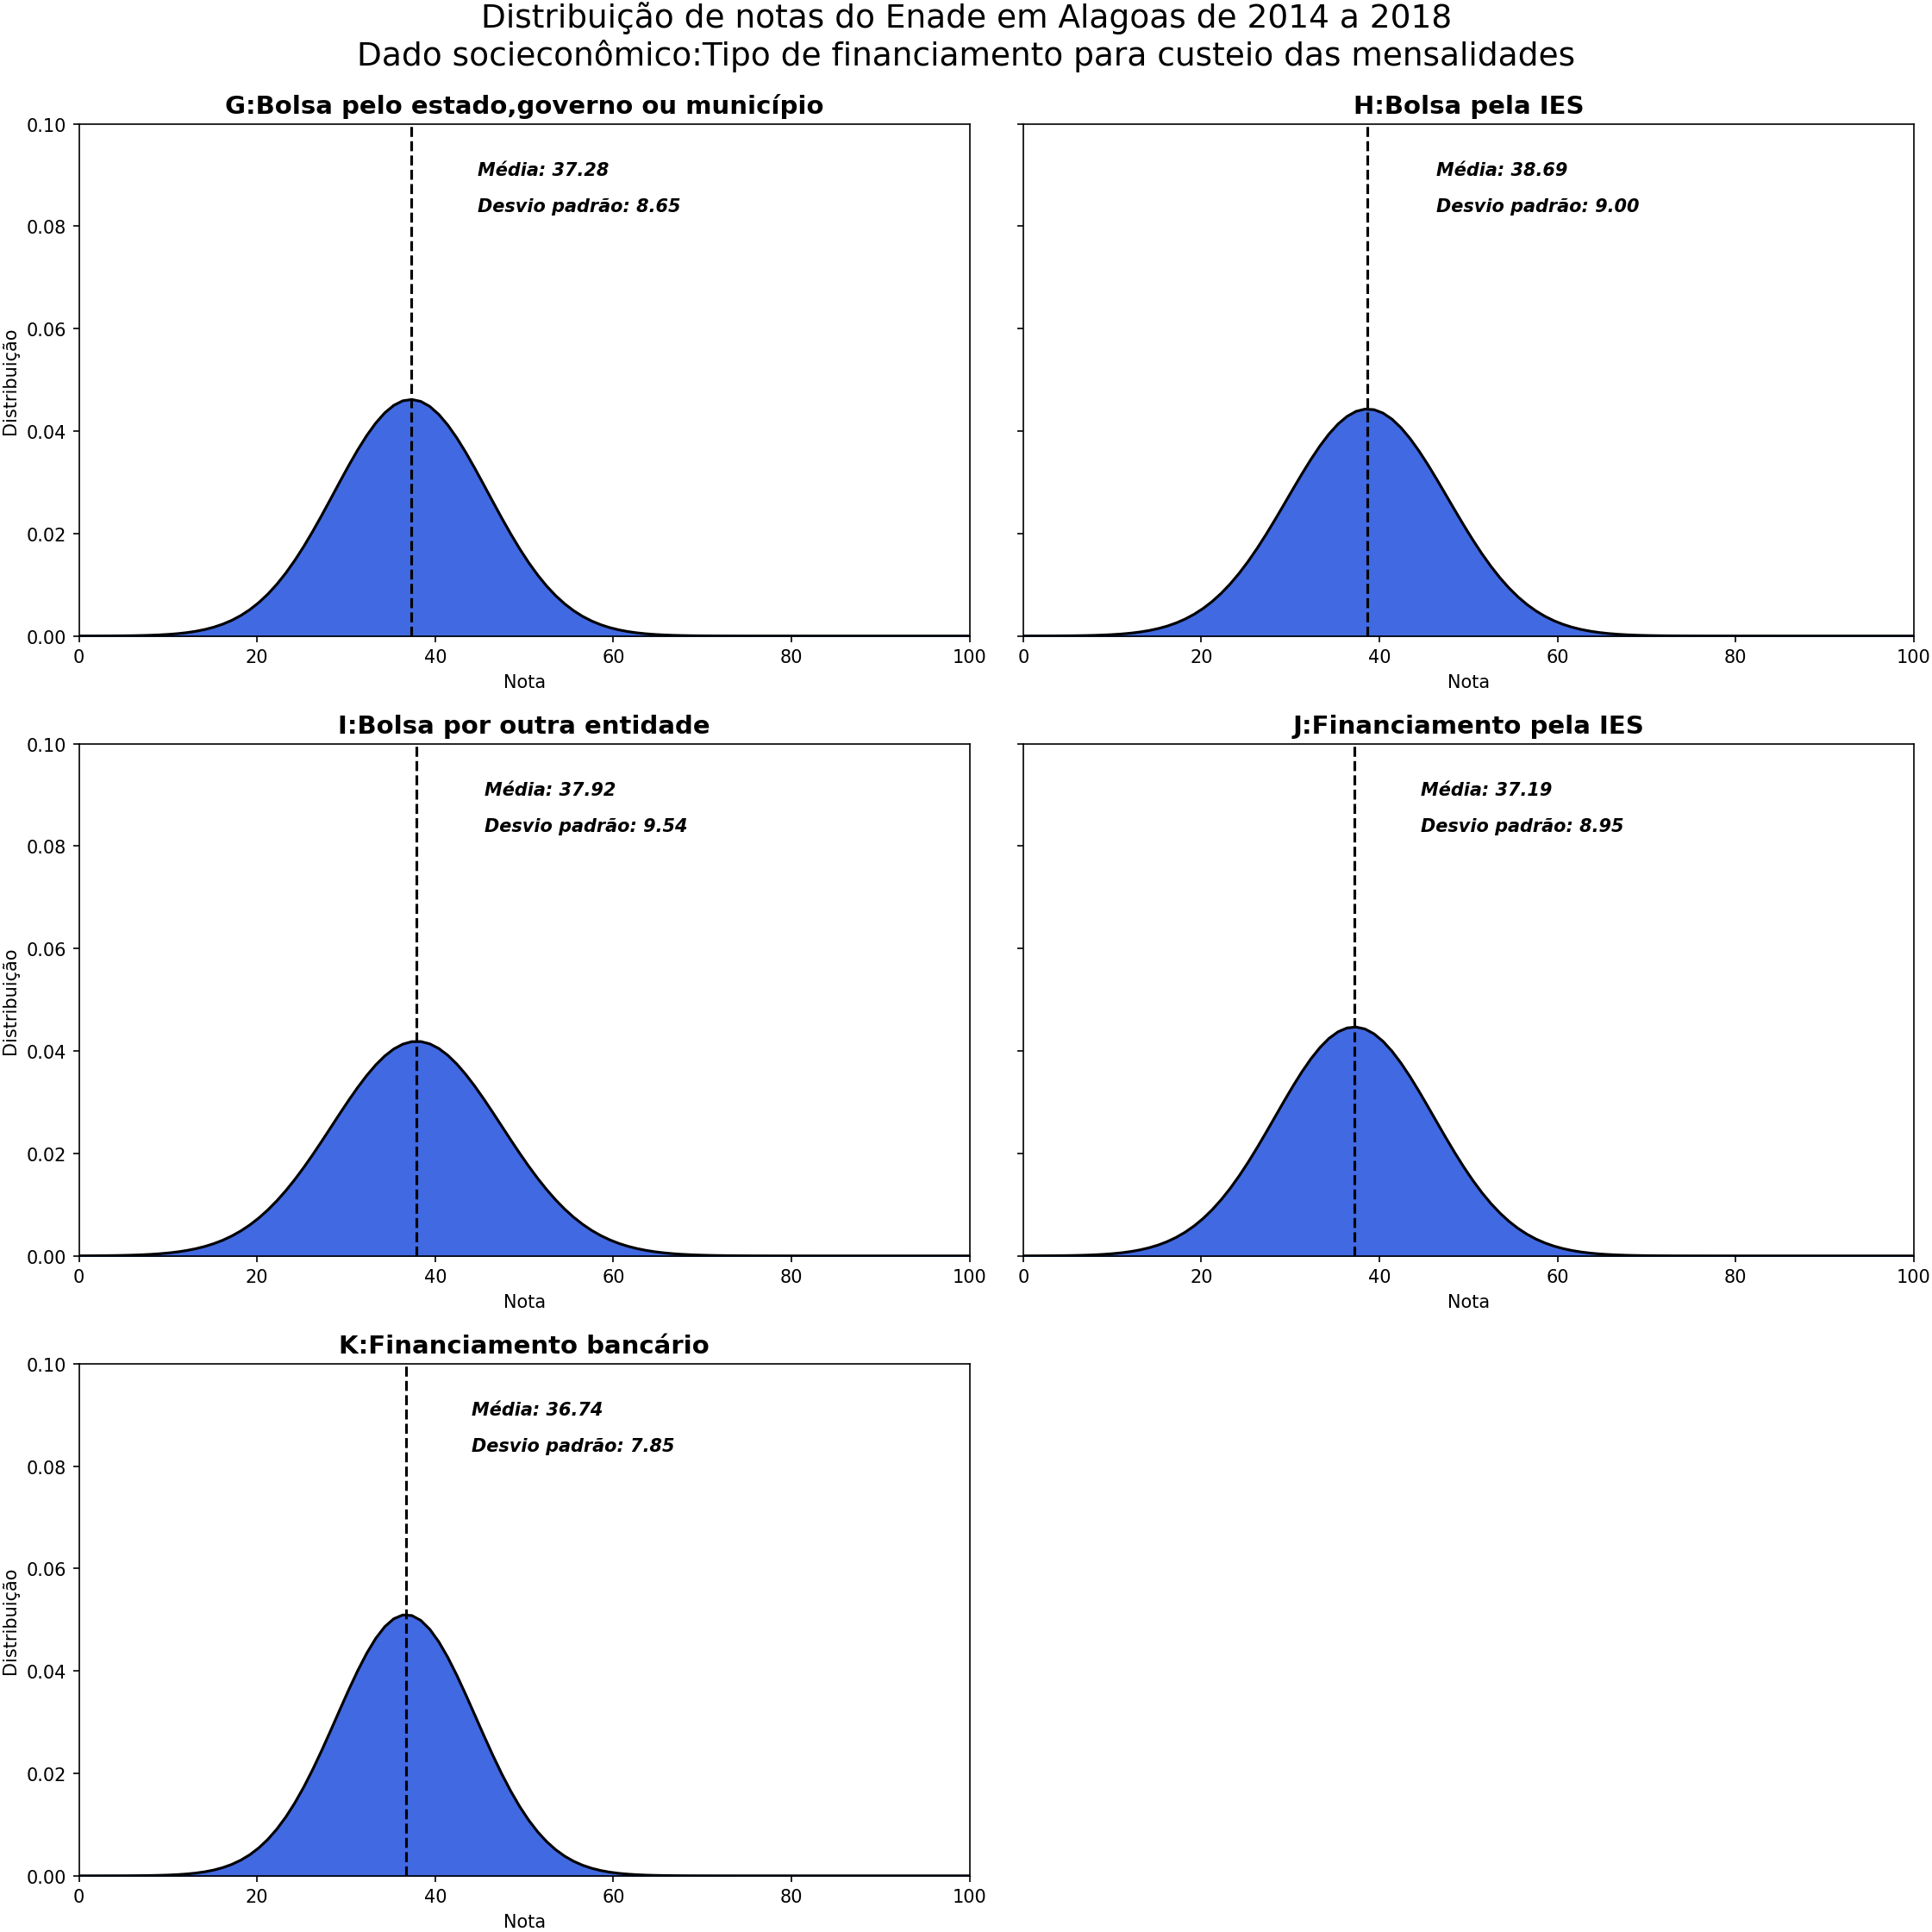 Distribuição de notas do Enade em Alagoas de 2014 a 2018
Dado socieconômico:Tipo de financiamento para custeio das mensalidades
G:Bolsa pelo estado,governo ou município
Média: 37.28
Desvio padrão: 8.65
0.10
0.08
0.06
0.04
0.02
0.00
Distribuição
0 20 40 60 80 100
Nota
H:Bolsa pela IES
Média: 38.69
Desvio padrão: 9.00
0 20 40 60 80 100
Nota
I:Bolsa por outra entidade
Média: 37.92
Desvio padrão: 9.54
0.10
0.08
0.06
0.04
0.02
0.00
Distribuição
0 20 40 60 80 100
Nota
J:Financiamento pela IES
Média: 37.19
Desvio padrão: 8.95
0 20 40 60 80 100
Nota
K:Financiamento bancário
Média: 36.74
Desvio padrão: 7.85
0.10
0.08
0.06
0.04
0.02
0.00
Distribuição
0 20 40 60 80 100
Nota